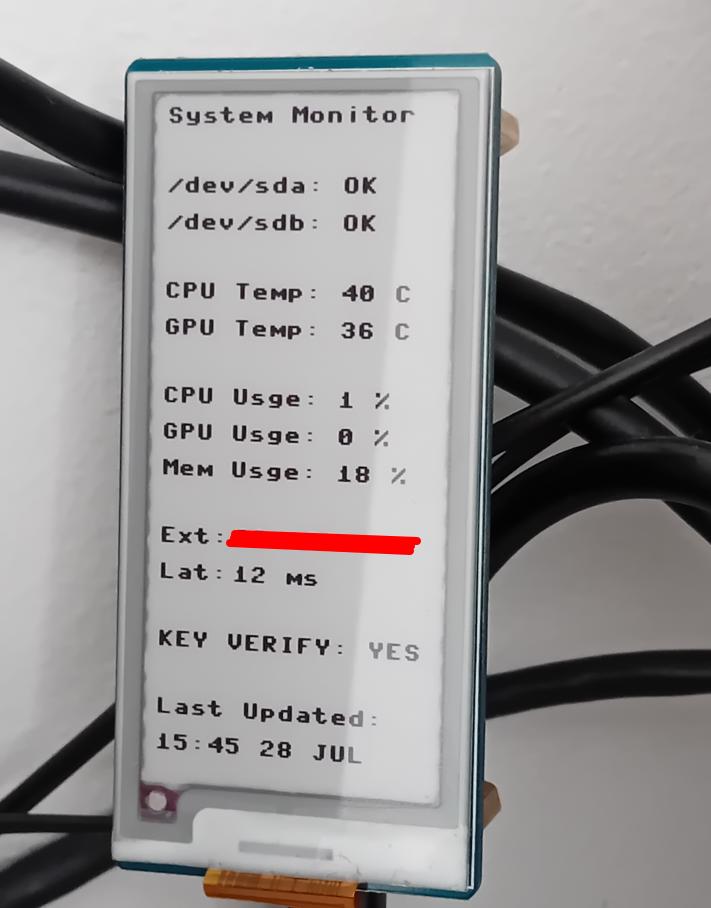 System Monitor
/dev/sda: OK
/dev/sdb: OK
CPU Temp: 40 C
GPU Temp: 36 C
CPU Usge: 1 %
GPU Usge: 0 %
Mem Usge: 18 %
Ext:
Lat: 12 ms
KEY VERIFY: YES
Last Updated:
15:45 28 JUL